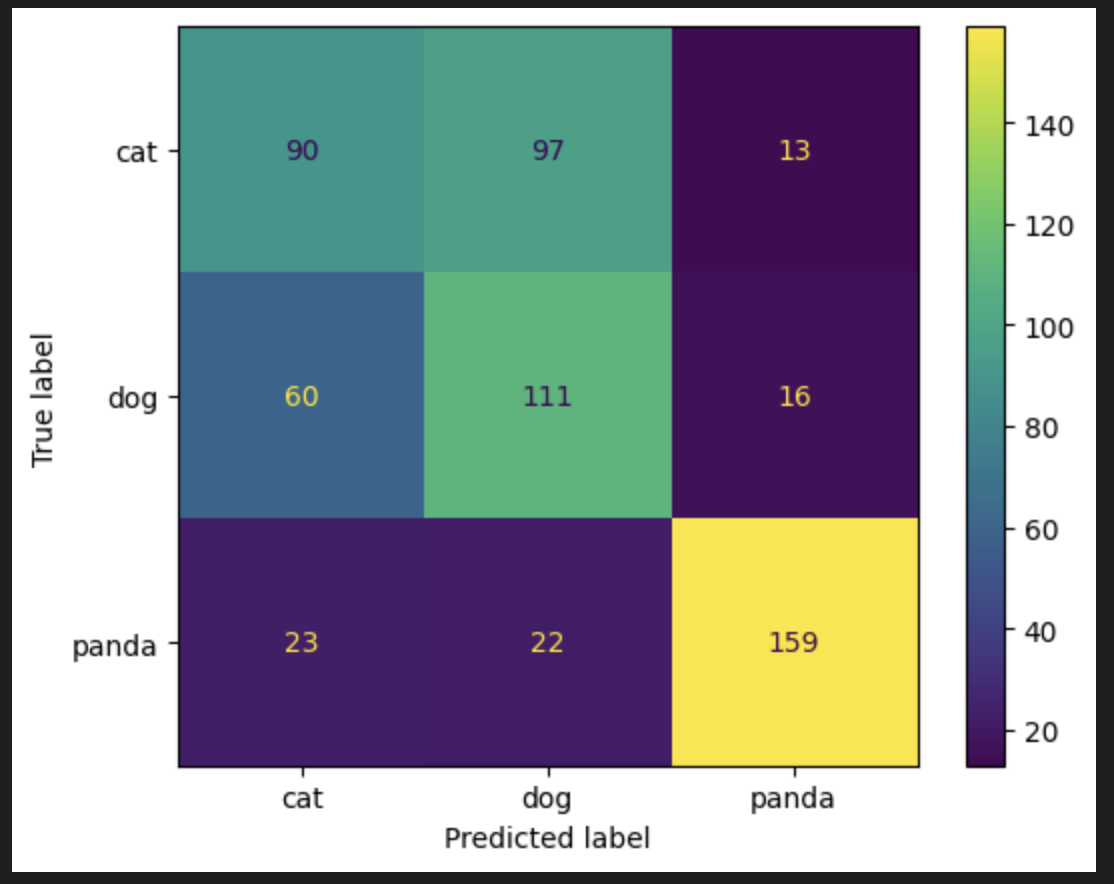 cat 90 97 13
140
120
100
True label
dog 60 111 16
80
60
panda 23 22 159
40
20
cat dog panda
Predicted label